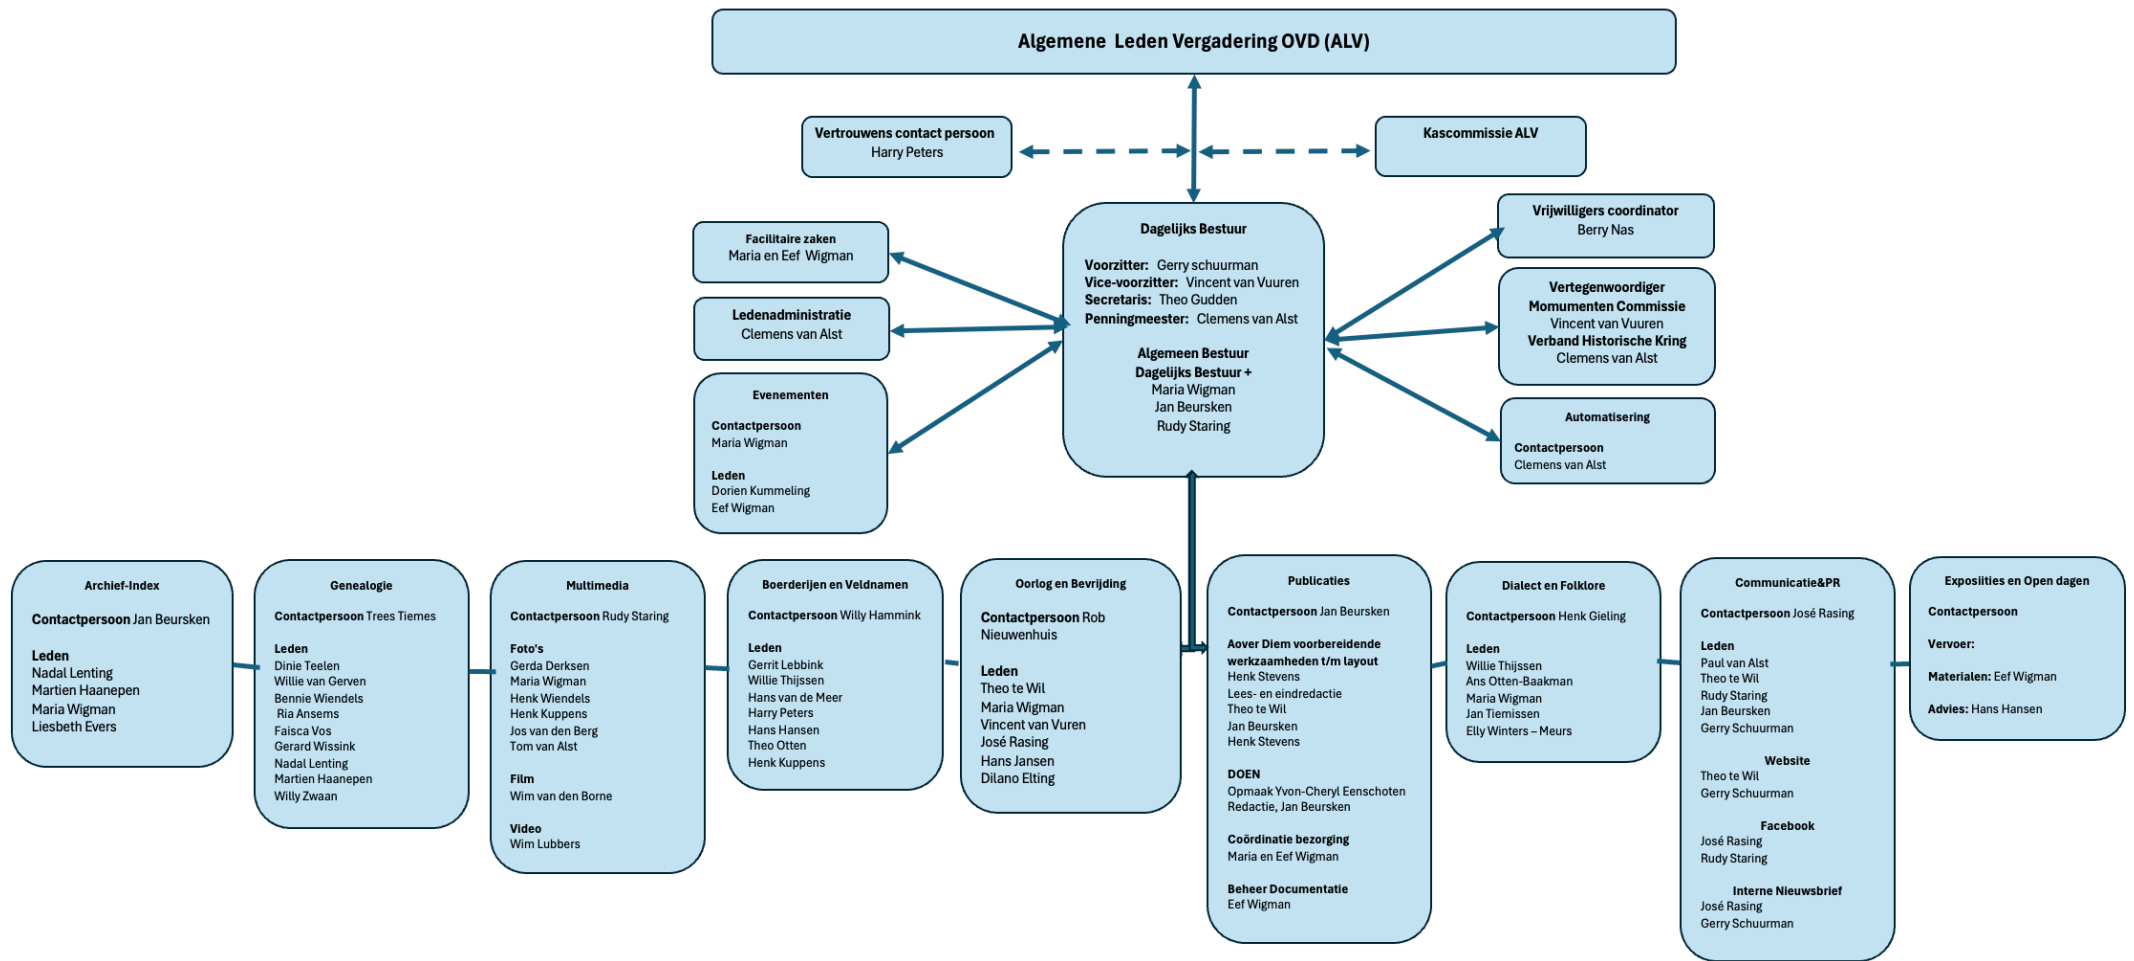 Algemene Leden Vergadering OVD (ALV)
Vertrouwens contact persoon
Harry Peters
Kascommissie ALV
Facilitaire zaken
Maria en Eef Wigman
Ledenadministratie
Clemens van Alst
Evenementen
Contactpersoon
Maria Wigman
Leden
Dorien Kummeling
Eef Wigman
Dagelijks Bestuur
Voorzitter: Gerry schuurman
Vice-voorzitter: Vincent van Vuuren
Secretaris: Theo Gudden
Penningmeester: Clemens van Alst
Algemeen Bestuur
Dagelijks Bestuur +
Maria Wigman
Jan Beursken
Rudy Staring
Vrijwilligers coordinator
Berry Nas
Vertegenwoordiger
Momumenten Commissie
Vincent van Vuuren
Verband Historische Kring
Clemens van Alst
Automatisering
Contactpersoon
Clemens van Alst
Archief-Index
Contactpersoon Jan Beursken
Leden
Nadal Lenting
Martien Haanepen
Maria Wigman
Liesbeth Evers
Genealogie
Contactpersoon Trees Tiemes
Leden
Dinie Teelen
Willie van Gerven
Bennie Wiendels
Ria Ansems
Faisca Vos
Gerard Wissink
Nadal Lenting
Martien Haanepen
Willy Zwaan
Multimedia
Contactpersoon Rudy Staring
Foto's
Gerda Derksen
Maria Wigman
Henk Wiendels
Henk Kuppens
Jos van den Berg
Tom van Alst
Film
Wim van den Borne
Video
Wim Lubbers
Boerderijen en Veldnamen
Contactpersoon Willy Hammink
Leden
Gerrit Lebbink
Willie Thijssen
Hans van de Meer
Harry Peters
Hans Hansen
Theo Otten
Henk Kuppens
Oorlog en Bevrijding
Contactpersoon Rob
Nieuwenhuis
Leden
Theo te Wil
Maria Wigman
Vincent van Vuren
José Rasing
Hans Jansen
Dilano Elting
Publicaties
Contactpersoon Jan Beursken
Aover Diem voorbereidende
werkzaamheden t/m layout
Henk Stevens
Lees- en eindredactie
Theo te Wil
Jan Beursken
Henk Stevens
DOEN
Opmaak Yvon-Cheryl Eenschoten
Redactie, Jan Beursken
Coördinatie bezorging
Maria en Eef Wigman
Beheer Documentatie
Eef Wigman
Dialect en Folklore
Contactpersoon Henk Gieling
Leden
Willie Thijssen
Ans Otten-Baakman
Maria Wigman
Jan Tiemissen
Elly Winters – Meurs
Communicatie&PR
Contactpersoon José Rasing
Leden
Paul van Alst
Theo te Wil
Rudy Staring
Jan Beursken
Gerry Schuurman
Website
Theo te Wil
Gerry Schuurman
Facebook
José Rasing
Rudy Staring
Interne Nieuwsbrief
José Rasing
Gerry Schuurman
Exposiities en Open dagen
Contactpersoon
Vervoer:
Materialen: Eef Wigman
Advies: Hans Hansen